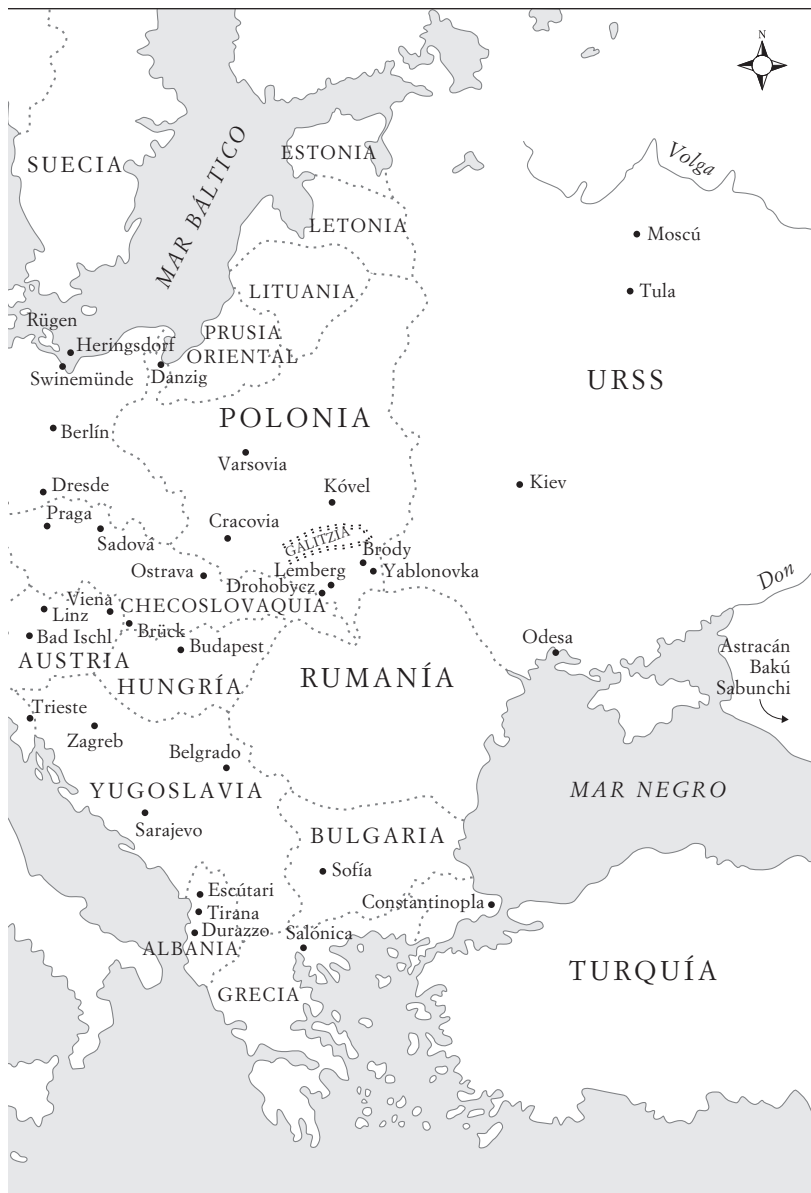 N
SUECIA
MAR BÁLTICO
ESTONIA
Volga
LETONIA
Moscú
LITUANIA
Tula
Rügen
Heringsdorf
PRUSIA
ORIENTAL
Swinemünde
Danzig
URSS
POLONIA
Berlín
Varsovia
Dresde
Kóvel
Kiev
Praga
Sadová
Cracovia
GALITZIA
Brody
Ostrava
Lemberg
Yablonovka
Drohobycz
Don
Viena
CHECOSLOVAQUIA
Linz
Brück
Bad Ischl
Budapest
Odesa
Astracán
Bakú
Sabunchi
AUSTRIA
HUNGRÍA
RUMANÍA
Trieste
Zagreb
Belgrado
YUGOSLAVIA
MAR NEGRO
Sarajevo
BULGARIA
Sofía
Escútari
Constantinopla
Tirana
Durazzo
Salónica
ALBANIA
TURQUÍA
GRECIA